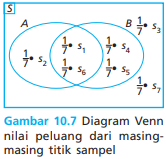 S
A
B
1/7 s₃
1/7 s₁
1/7 s₄
1/7 s₂
1/7 s₆
1/7 s₅
1/7 s₇
Gambar 10.7 Diagram Venn
nilai peluang dari masing-
masing titik sampel